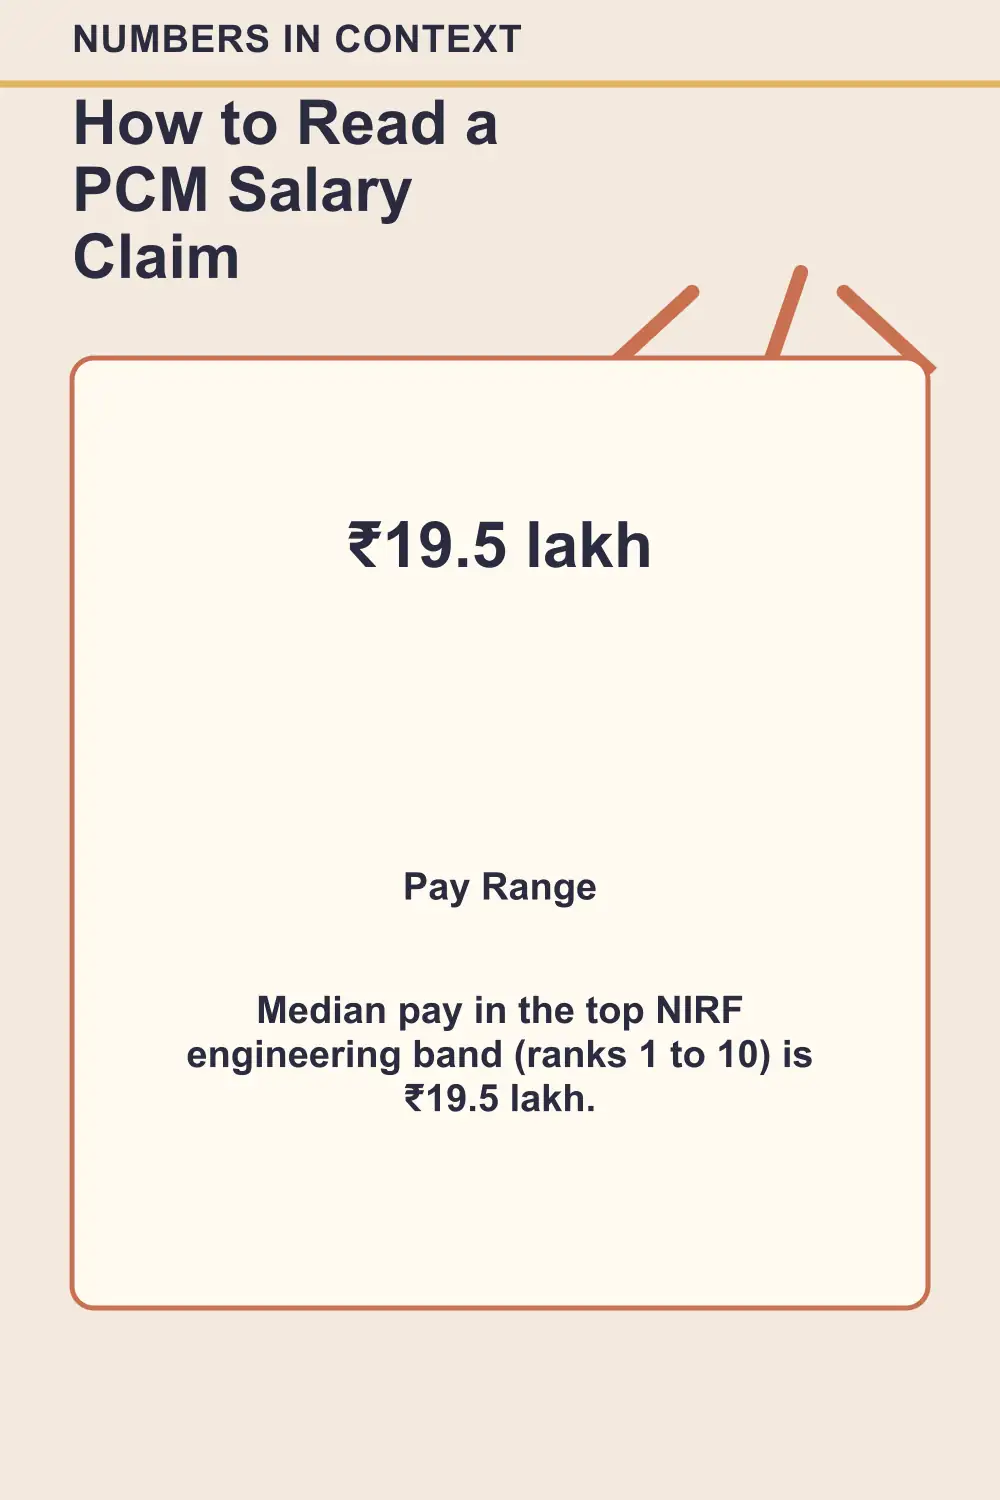 NUMBERS IN CONTEXT
How to Read a
PCM Salary
Claim
₹19.5 lakh
Pay Range
Median pay in the top NIRF
engineering band (ranks 1 to 10) is
₹19.5 lakh.